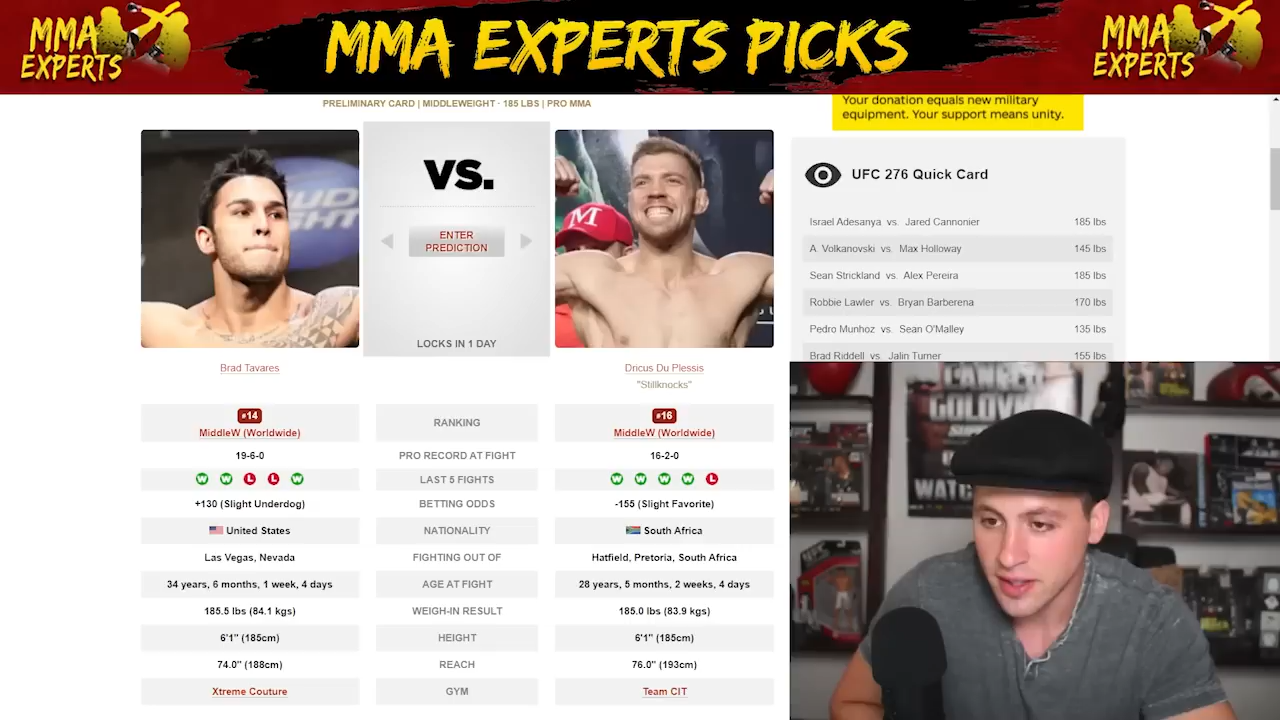 MMA EXPERTS
MMA EXPERTS PICKS
MMA EXPERTS
PRELIMINARY CARD | MIDDLEWEIGHT · 185 LBS | PRO MMA
Your donation equals new military
equipment. Your support means unity.
VS.
ENTER
PREDICTION
LOCKS IN 1 DAY
M
UFC 276 Quick Card
Israel Adesanya vs. Jared Cannonier 185 lbs
A Volkanovski vs. Max Holloway 145 lbs
Sean Strickland vs. Alex Pereira 185 lbs
Robbie Lawler vs. Bryan Barberena 170 lbs
Pedro Munhoz vs. Sean O'Malley 135 lbs
Brad Riddell vs. Jalin Turner 155 lbs
Brad Tavares
Dricus Du Plessis
"Stillknocks"
#14 RANKING #16
MiddleW (Worldwide) MiddleW (Worldwide)
19-6-0 PRO RECORD AT FIGHT 16-2-0
W W L L W LAST 5 FIGHTS W W W W L
+130 (Slight Underdog) BETTING ODDS -155 (Slight Favorite)
United States NATIONALITY South Africa
Las Vegas, Nevada FIGHTING OUT OF Hatfield, Pretoria, South Africa
34 years, 6 months, 1 week, 4 days AGE AT FIGHT 28 years, 5 months, 2 weeks, 4 days
185.5 lbs (84.1 kgs) WEIGH-IN RESULT 185.0 lbs (83.9 kgs)
6'1" (185cm) HEIGHT 6'1" (185cm)
74.0" (188cm) REACH 76.0" (193cm)
Xtreme Couture GYM Team CIT
GOLOVK
WATCH